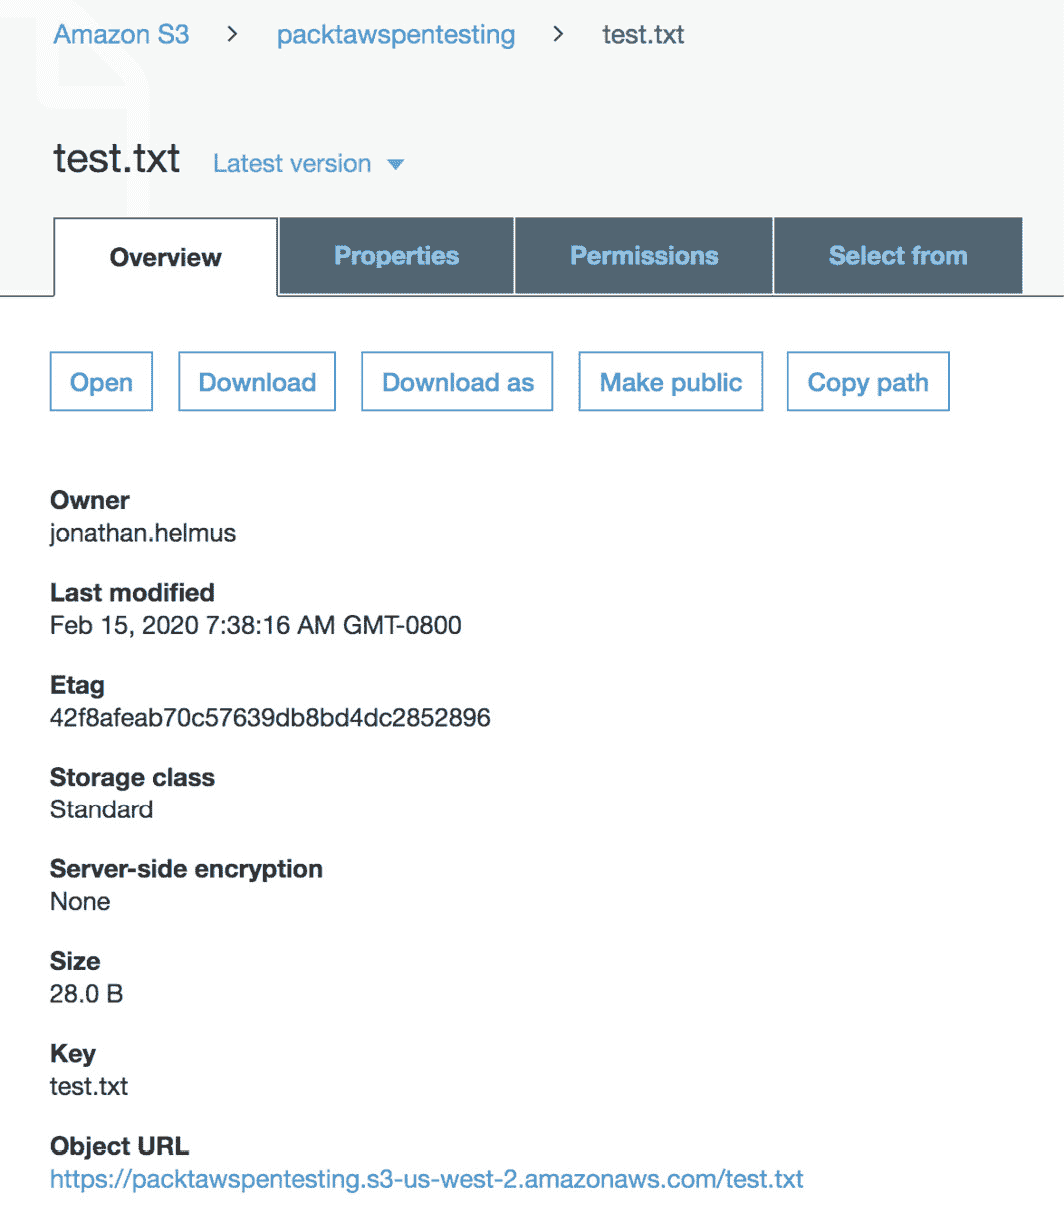 Amazon S3 > packtawspentesting > test.txt
test.txt Latest version
Overview Properties Permissions Select from
Open Download Download as Make public Copy path
Owner
jonathan.helmus
Last modified
Feb 15, 2020 7:38:16 AM GMT-0800
Etag
42f8afeab70c57639db8bd4dc2852896
Storage class
Standard
Server-side encryption
None
Size
28.0 B
Key
test.txt
Object URL
https://packtawspentesting.s3-us-west-2.amazonaws.com/test.txt